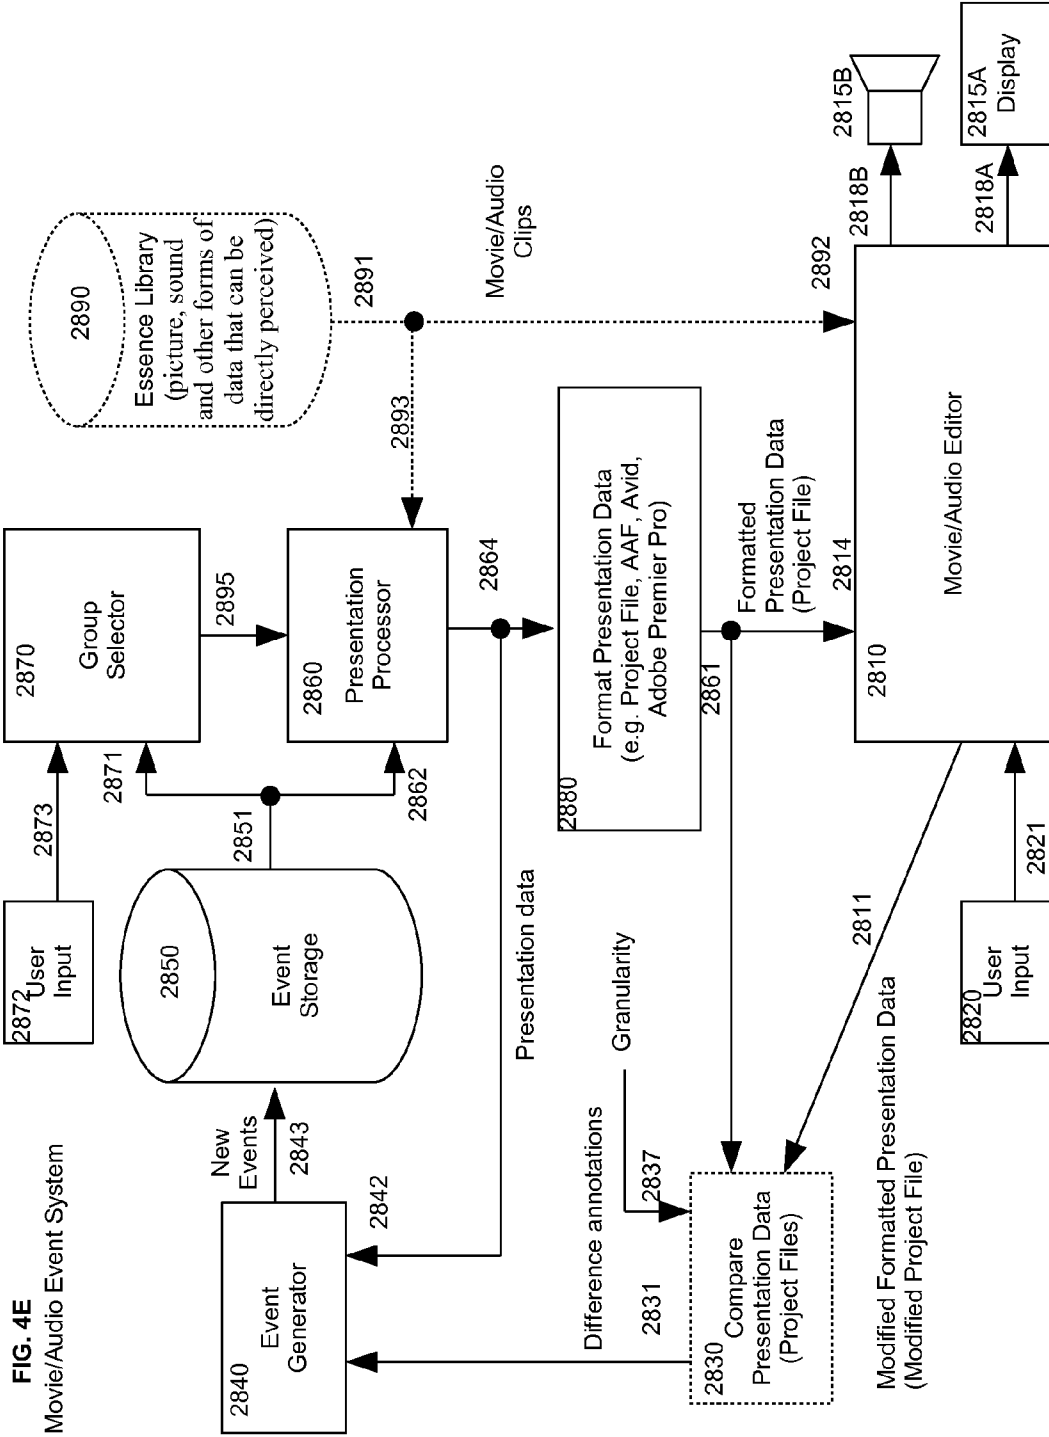 FIG. 4E
Movie/Audio Event System
2872
User
Input
2873
2870
Group
Selector
2871
2895
2890
Essence Library
(picture, sound
and other forms of
data that can be
directly perceived)
2891
2893
Movie/Audio
Clips
2892
2840
Event
Generator
New
Events
2843
2842
2850
Event
Storage
2851
2862
2860
Presentation
Processor
2864
Presentation data
2880
Format Presentation Data
(e.g. Project File, AAF, Avid,
Adobe Premier Pro)
2861
Formatted
Presentation Data
(Project File)
2814
Difference annotations
2831
Granularity
2837
2830
Compare
Presentation Data
(Project Files)
Modified Formatted Presentation Data
(Modified Project File)
2811
2810
Movie/Audio Editor
2820
User
Input
2821
2818B
2815B
2818A
2815A
Display